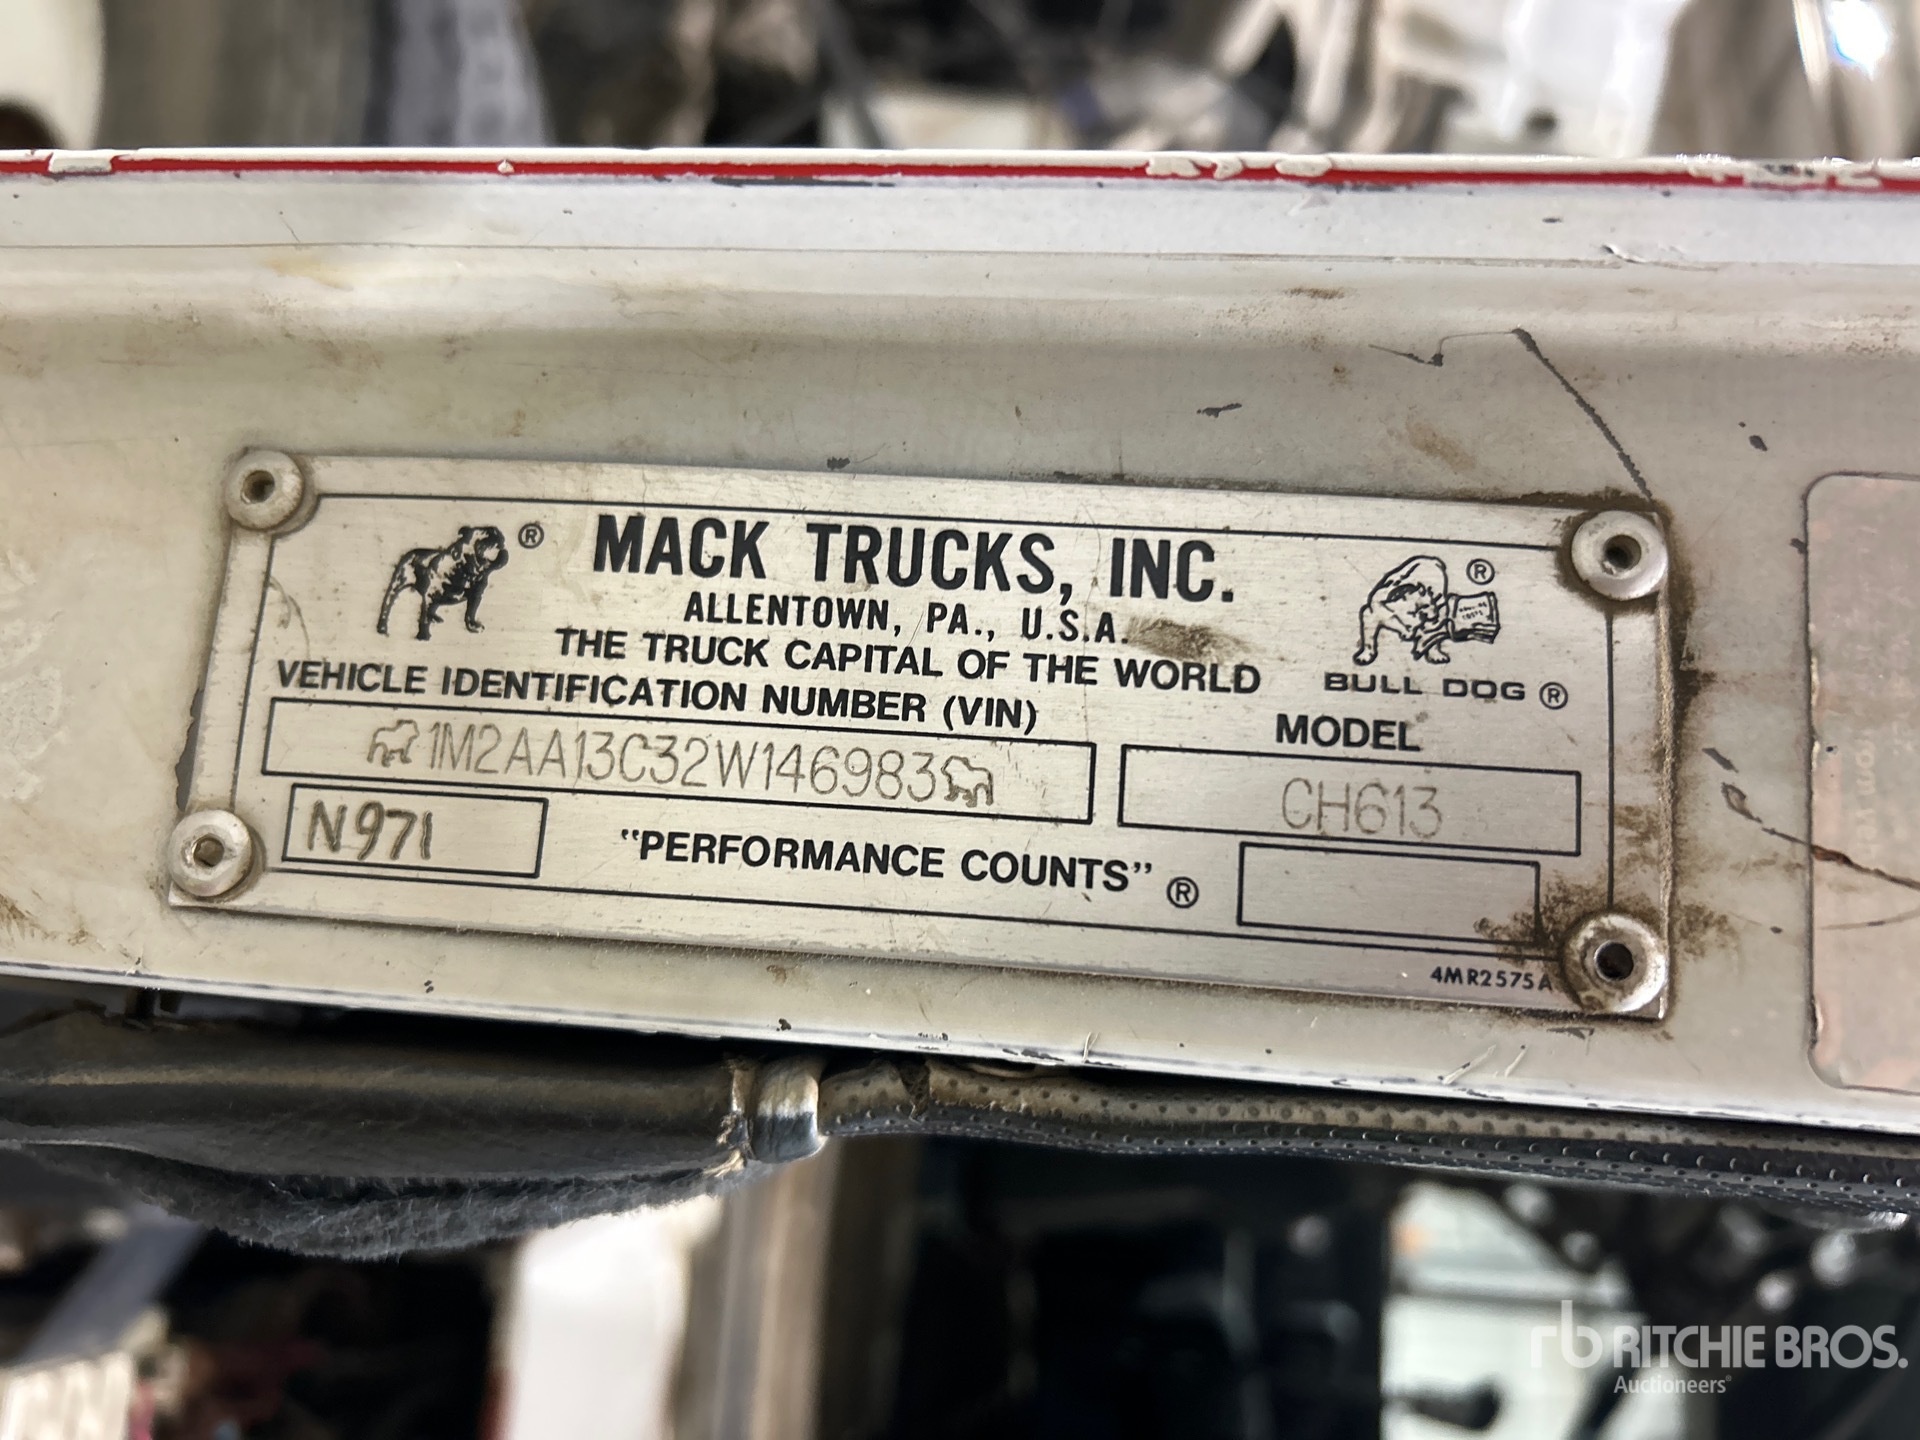 ® MACK TRUCKS, INC.
ALLENTOWN, PA., U.S.A.
THE TRUCK CAPITAL OF THE WORLD
®
BULL DOG ®
VEHICLE IDENTIFICATION NUMBER (VIN)
MODEL
1M2AA13C32W146983
CH613
N971
"PERFORMANCE COUNTS" ®
4MR2575A
rb RITCHIE BROS.
Auctioneers®